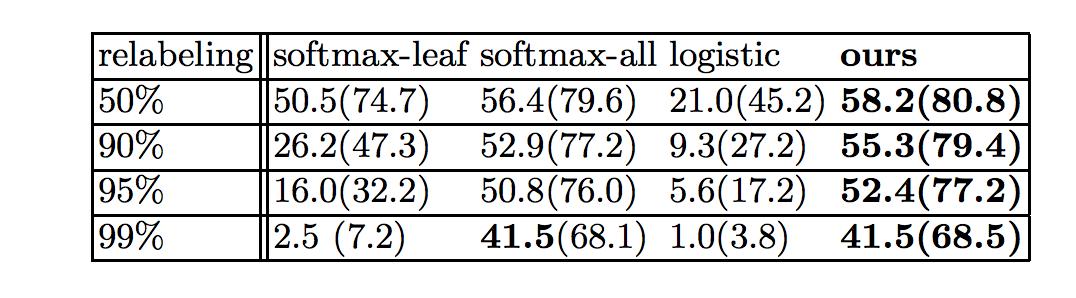 relabeling softmax-leaf softmax-all logistic ours
50% 50.5(74.7) 56.4(79.6) 21.0(45.2) 58.2(80.8)
90% 26.2(47.3) 52.9(77.2) 9.3(27.2) 55.3(79.4)
95% 16.0(32.2) 50.8(76.0) 5.6(17.2) 52.4(77.2)
99% 2.5 (7.2) 41.5(68.1) 1.0(3.8) 41.5(68.5)